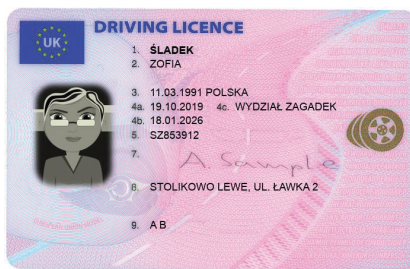 DRIVING LICENCE
UK
1. ŚLADEK
2. ZOFIA
3. 11.03.1991 POLSKA
4a. 19.10.2019 4c. WYDZIAŁ ZAGADEK
4b. 18.01.2026
5. SZ853912
7. A. Sample
8. STOLIKOWO LEWE, UL. ŁAWKA 2
9. A B